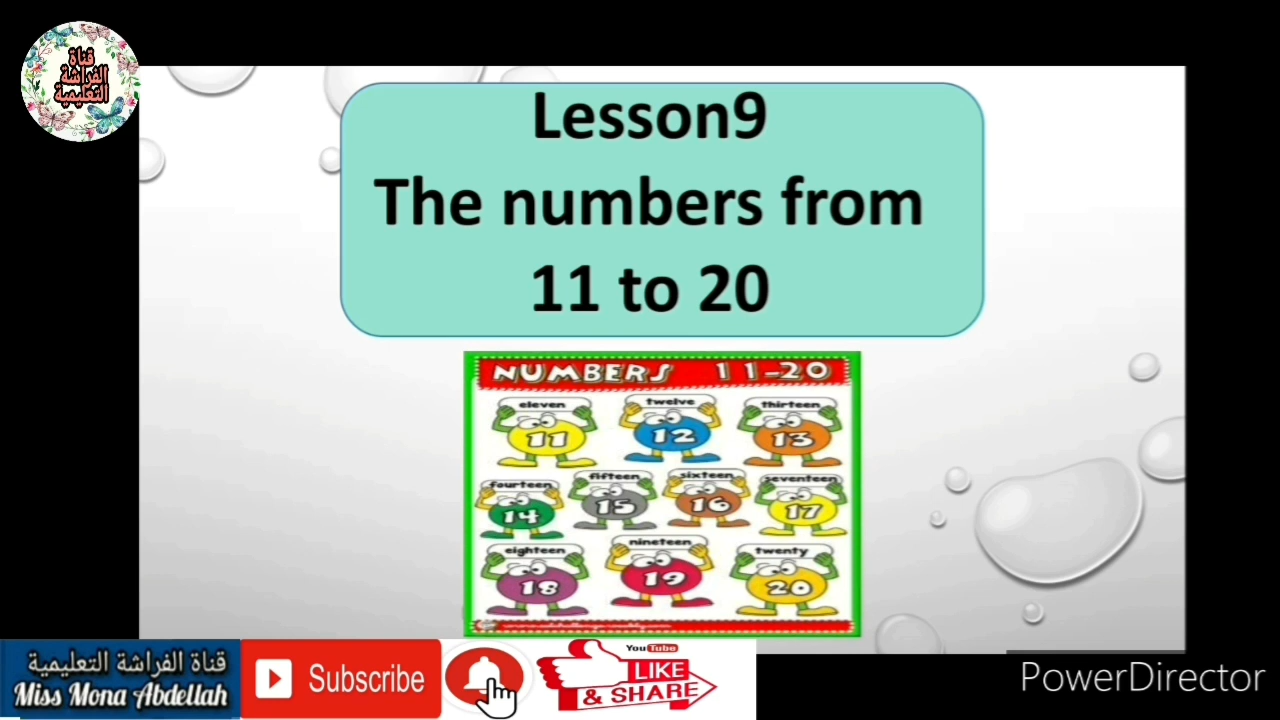 قناة
الفراشة
التعليمية
Lesson9
The numbers from
11 to 20
NUMBERS 11-20
eleven twelve thirteen
11 12 13
fourteen fifteen sixteen seventeen
14 15 16 17
eighteen nineteen twenty
18 19 20
قناة الفراشة التعليمية
Miss Mona Abdellah
Subscribe
YouTube
LIKE
& SHARE
PowerDirector